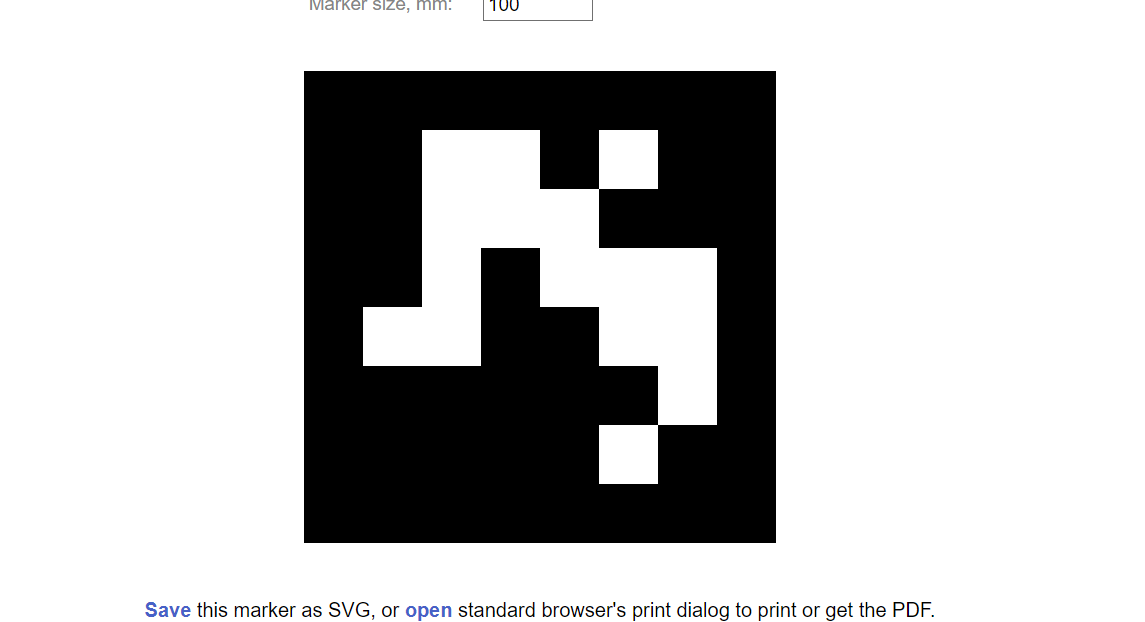 Marker size, mm: 100
Save this marker as SVG, or open standard browser's print dialog to print or get the PDF.